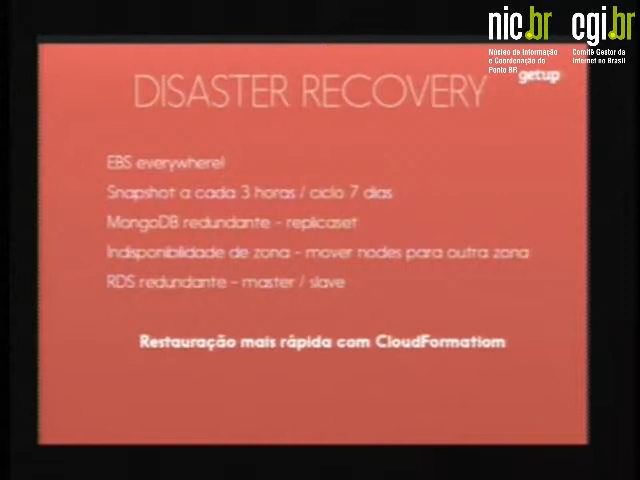 nic.br cgi.br
Núcleo de Informação
e Coordenação do
Ponto BR
Comitê Gestor da
Internet no Brasil
getup
DISASTER RECOVERY
EBS everywhere!
Snapshot a cada 3 horas / ciclo 7 dias
MongoDB redundante - replicaset
Indisponibilidade de zona - mover nodes para outra zona
RDS redundante - master / slave
Restauração mais rápida com CloudFormatiom